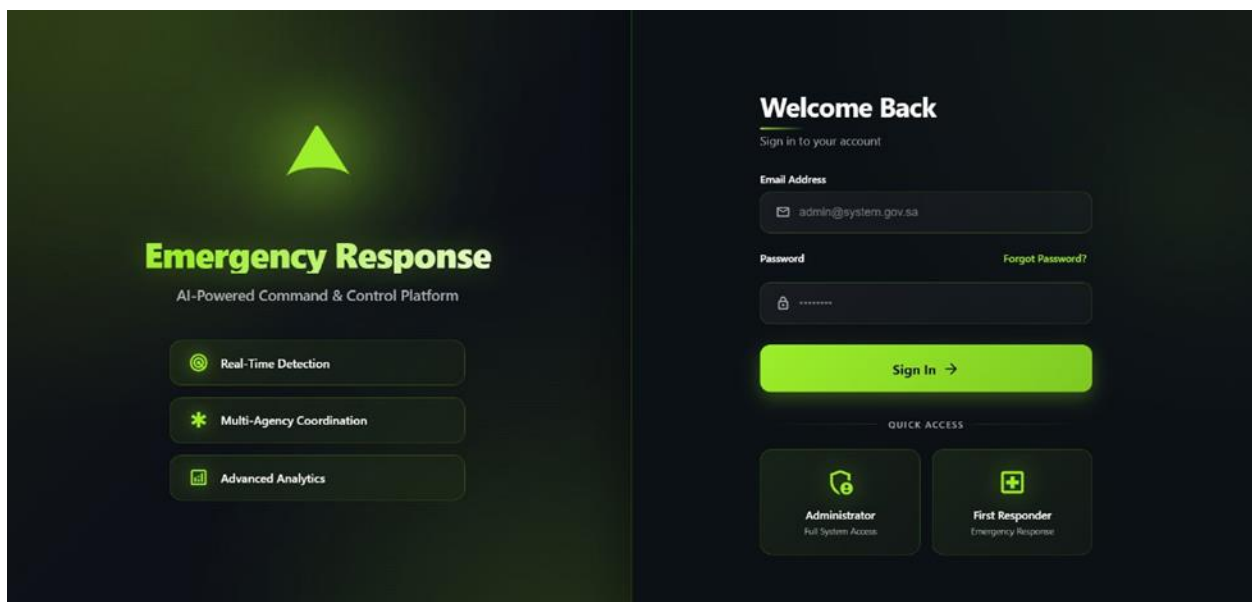 Emergency Response
AI-Powered Command & Control Platform
Real-Time Detection
Multi-Agency Coordination
Advanced Analytics
Welcome Back
Sign in to your account
Email Address
admin@system.gov.sa
Password
Forgot Password?
Sign In →
QUICK ACCESS
Administrator
Full System Access
First Responder
Emergency Response